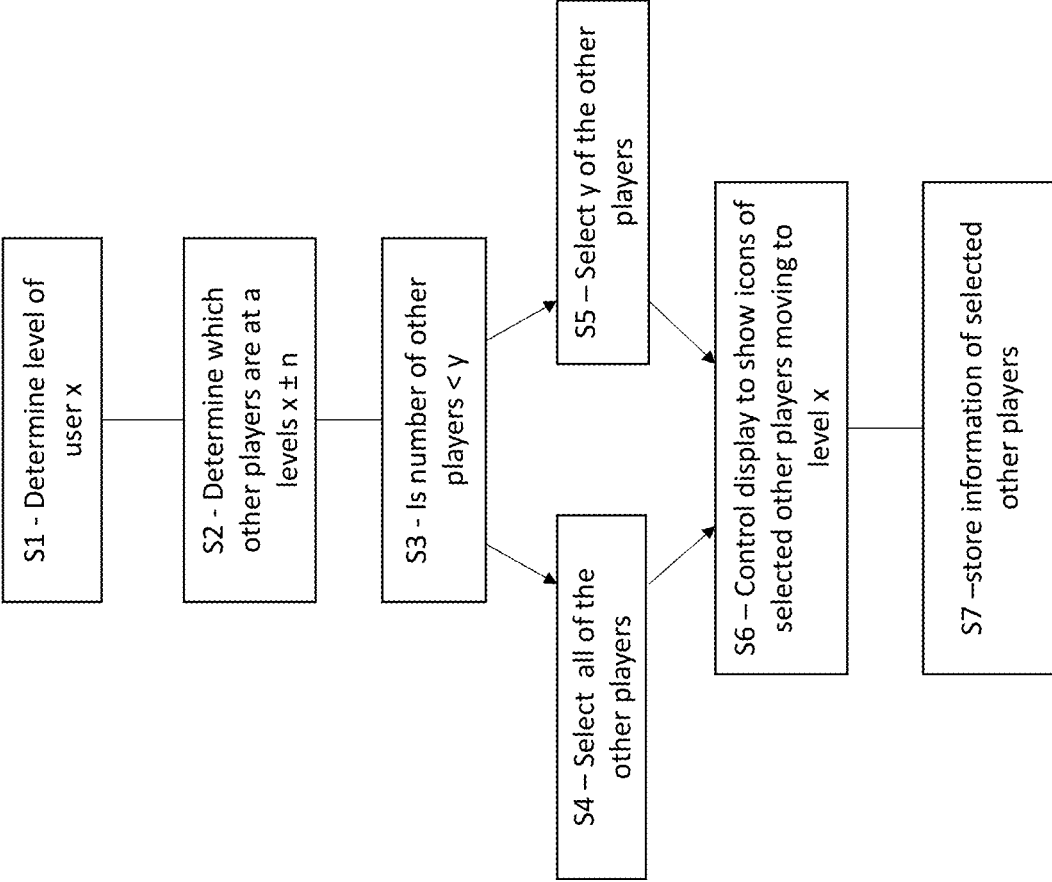 S1 - Determine level of
user x
S2 - Determine which
other players are at a
levels x ± n
S3 - Is number of other
players < y
S4 – Select all of the
other players
S5 – Select y of the other
players
S6 – Control display to show icons of
selected other players moving to
level x
S7 –store information of selected
other players